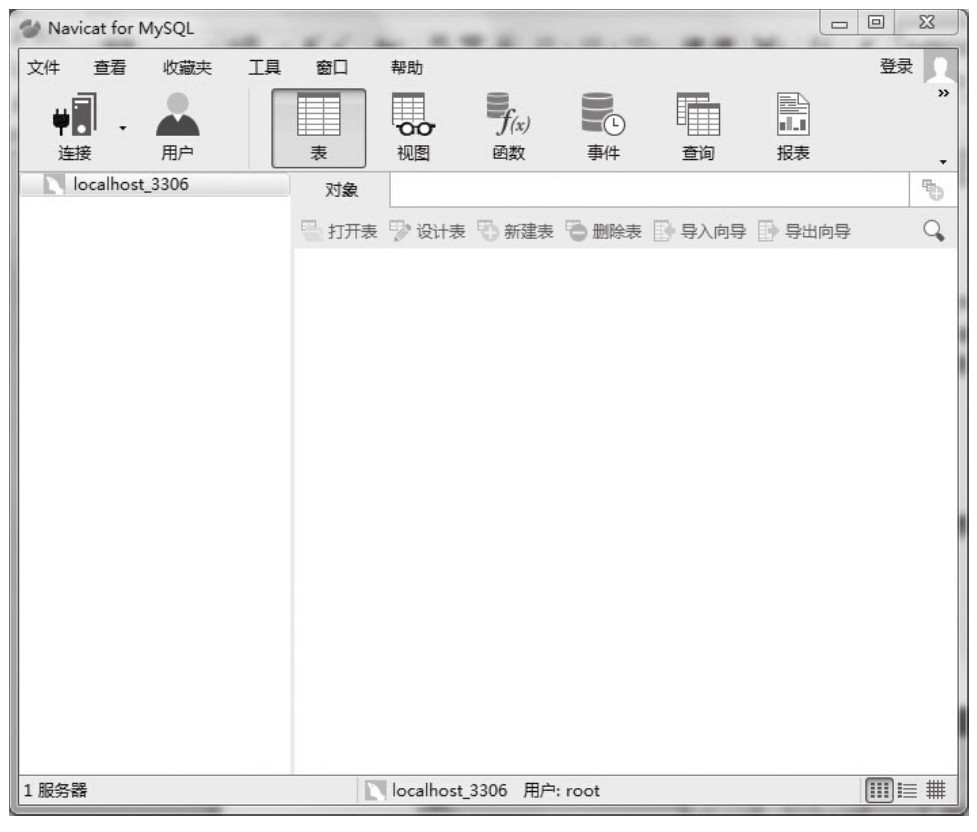 Navicat for MySQL
文件 查看 收藏夹 工具 窗口 帮助 登录
连接 用户 表 视图 f(x) 函数 事件 查询 报表
localhost_3306 对象
打开表 设计表 新建表 删除表 导入向导 导出向导
1 服务器 localhost_3306 用户: root